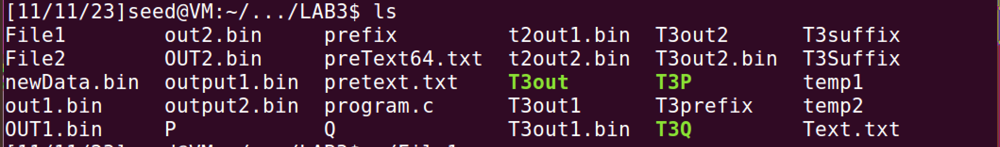 [11/11/23]seed@VM:~/.../LAB3$ ls
File1 out2.bin prefix t2out1.bin T3out2 T3suffix
File2 OUT2.bin preText64.txt t2out2.bin T3out2.bin T3Suffix
newData.bin output1.bin pretext.txt T3out T3P temp1
out1.bin output2.bin program.c T3out1 T3prefix temp2
OUT1.bin P Q T3out1.bin T3Q Text.txt